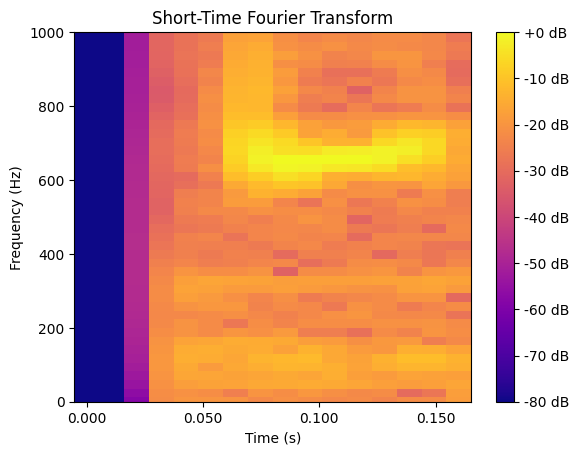 Short-Time Fourier Transform
1000
800
600
400
200
0
Frequency (Hz)
0.000
0.050
0.100
0.150
Time (s)
+0 dB
-10 dB
-20 dB
-30 dB
-40 dB
-50 dB
-60 dB
-70 dB
-80 dB